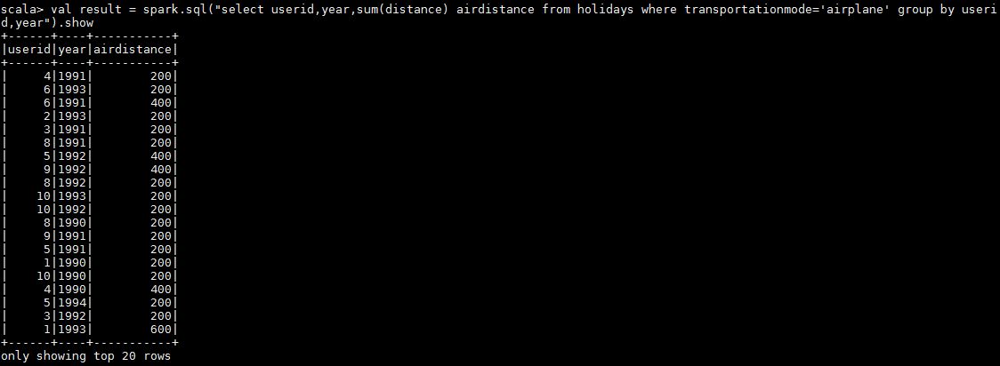 scala> val result = spark.sql("select userid,year,sum(distance) airdistance from holidays where transportationmode='airplane' group by useri
d,year").show
+------+----+-----------+
|userid|year|airdistance|
+------+----+-----------+
|     4|1991|        200|
|     6|1993|        200|
|     6|1991|        400|
|     2|1993|        200|
|     3|1991|        200|
|     8|1991|        200|
|     5|1992|        400|
|     9|1992|        400|
|     8|1992|        200|
|    10|1993|        200|
|    10|1992|        200|
|     8|1990|        200|
|     9|1991|        200|
|     5|1991|        200|
|     1|1990|        200|
|    10|1990|        200|
|     4|1990|        400|
|     5|1994|        200|
|     3|1992|        200|
|     1|1993|        600|
+------+----+-----------+
only showing top 20 rows